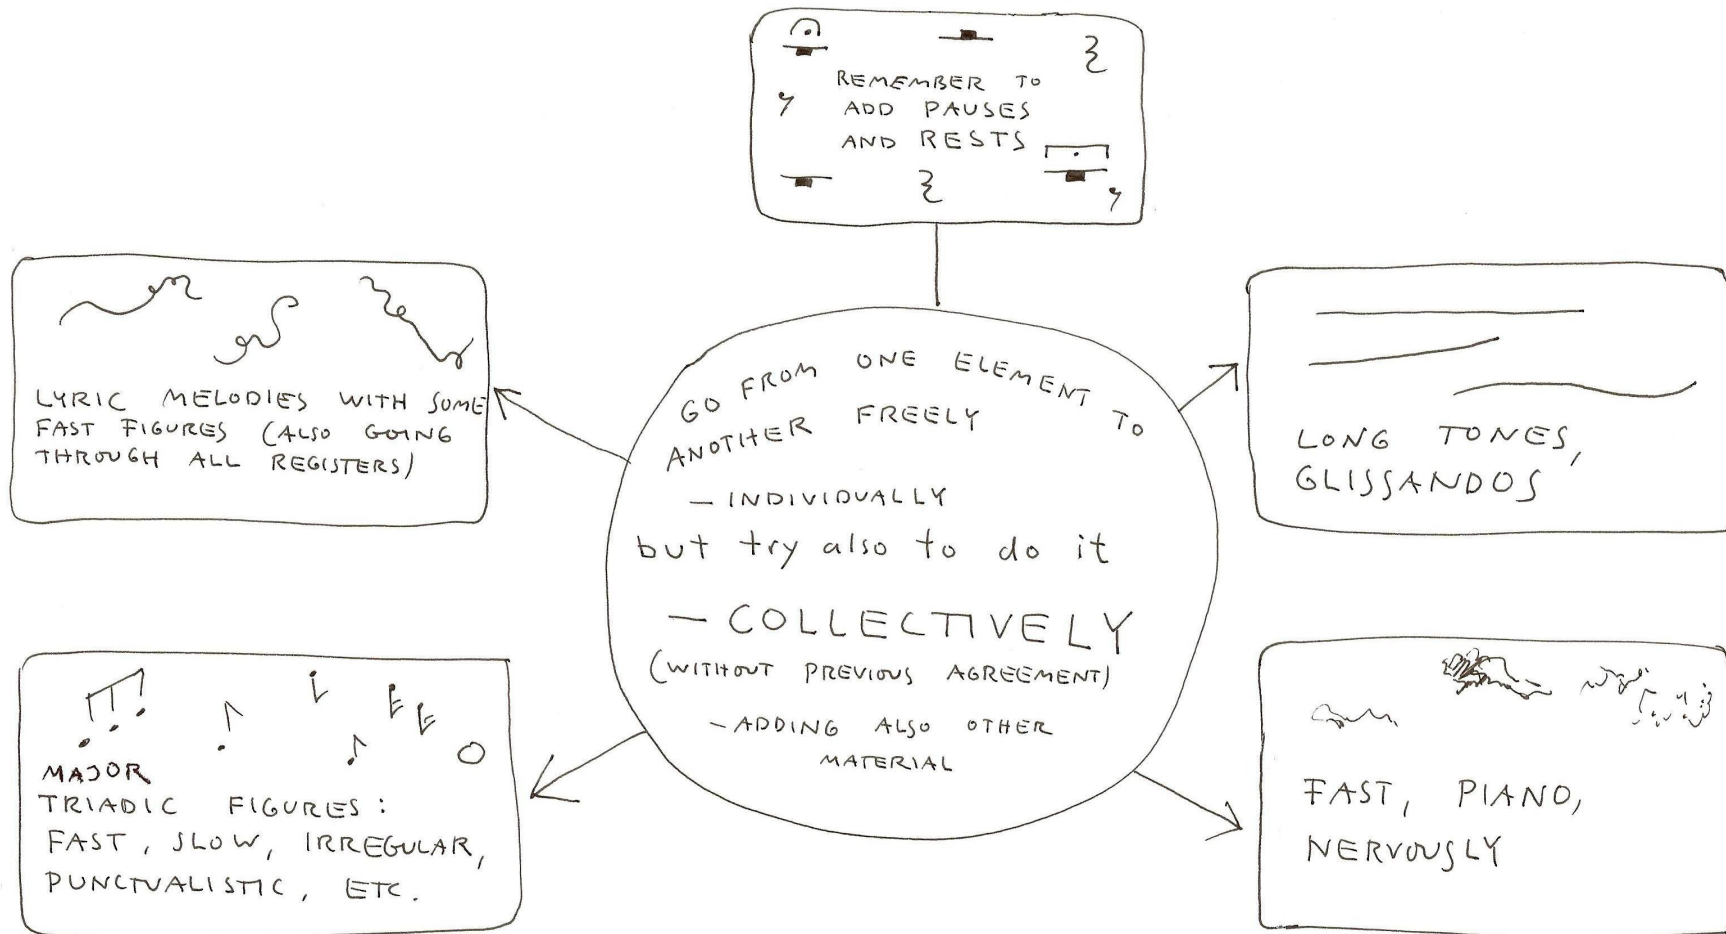 REMEMBER TO
ADD PAUSES
AND RESTS
LYRIC MELODIES WITH SOME
FAST FIGURES (ALSO GOING
THROUGH ALL REGISTERS)
GO FROM ONE ELEMENT TO
ANOTHER FREELY
– INDIVIDUALLY
but try also to do it
– COLLECTIVELY
(WITHOUT PREVIOUS AGREEMENT)
– ADDING ALSO OTHER
MATERIAL
LONG TONES,
GLISSANDOS
MAJOR
TRIADIC FIGURES:
FAST, SLOW, IRREGULAR,
PUNCTUALISTIC, ETC.
FAST, PIANO,
NERVOUSLY